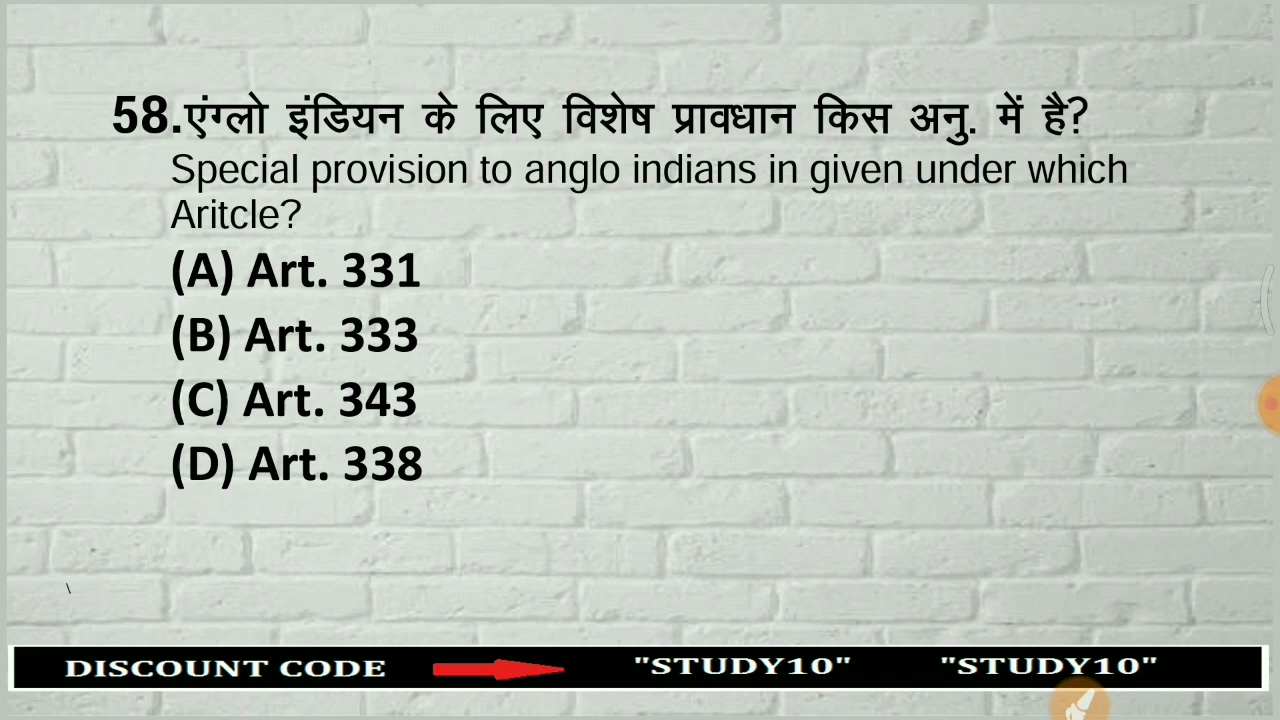 58.एंग्लो इंडियन के लिए विशेष प्रावधान किस अनु. में है?
Special provision to anglo indians in given under which
Aritcle?
(A) Art. 331
(B) Art. 333
(C) Art. 343
(D) Art. 338
DISCOUNT CODE "STUDY10" "STUDY10"